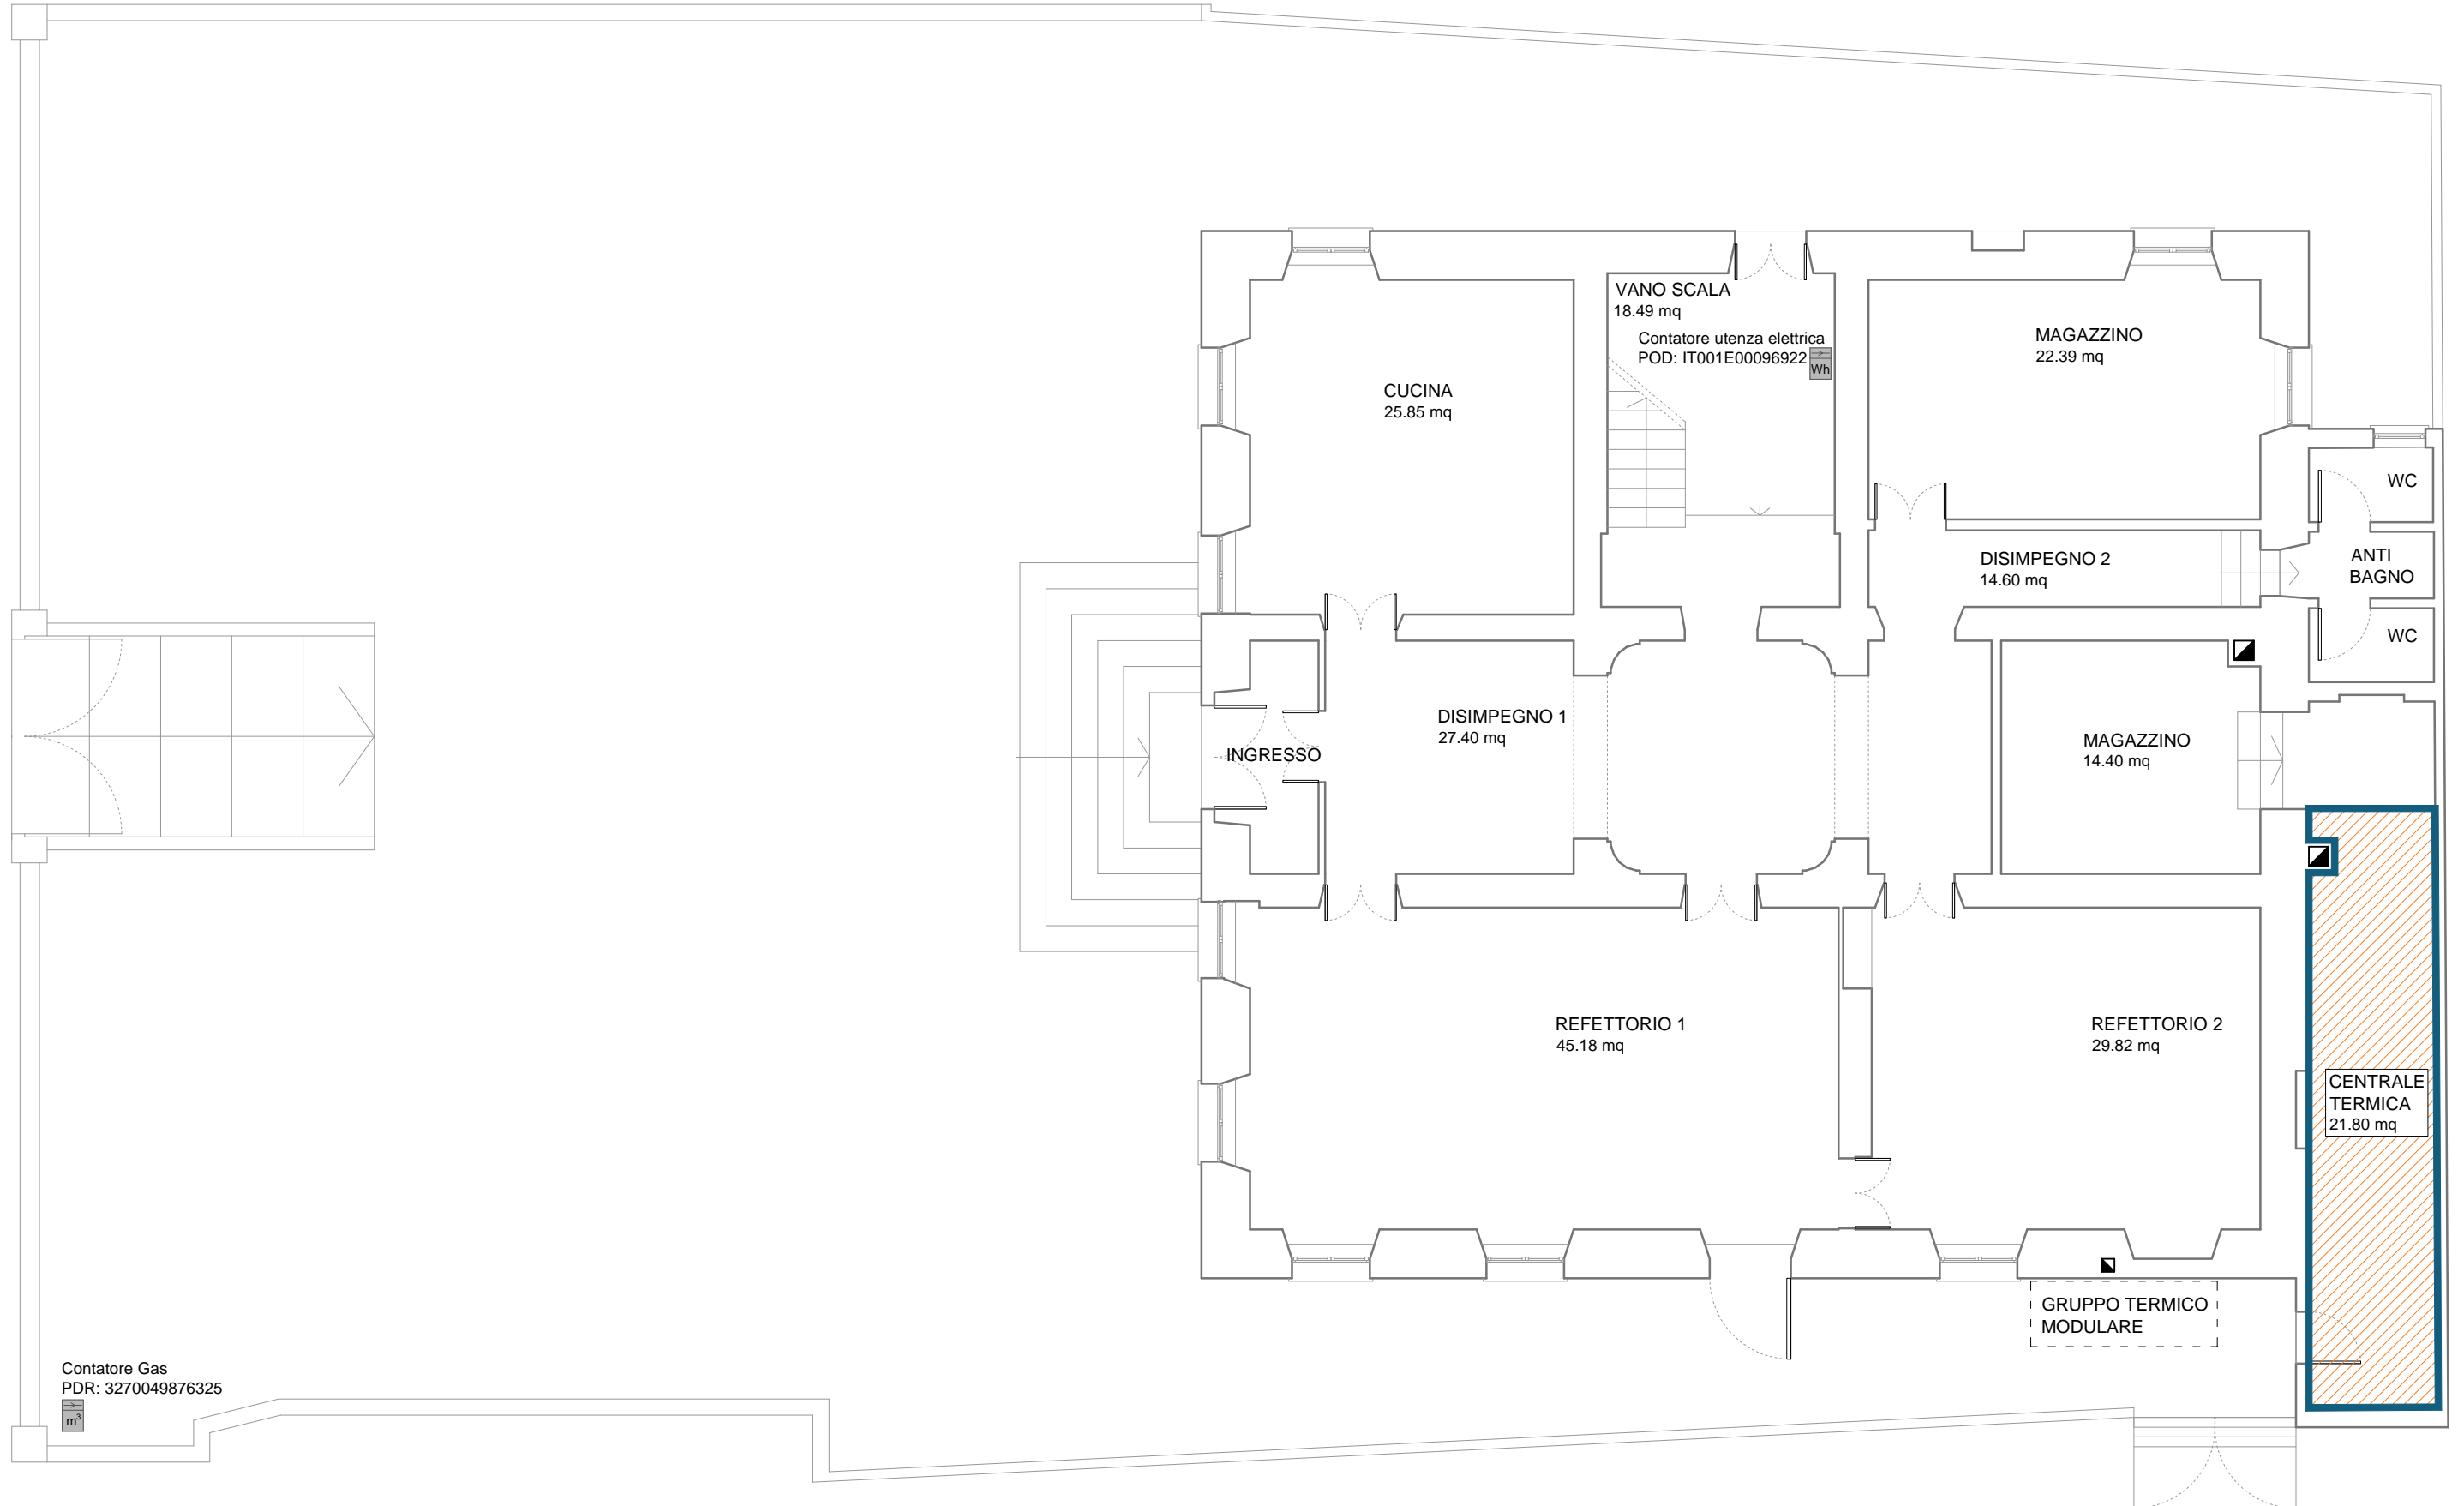 VANO SCALA
18.49 mq
Contatore utenza elettrica
POD: IT001E00096922
Wh
MAGAZZINO
22.39 mq
CUCINA
25.85 mq
WC
DISIMPEGNO 2
14.60 mq
ANTI
BAGNO
WC
DISIMPEGNO 1
27.40 mq
INGRESSO
MAGAZZINO
14.40 mq
REFETTORIO 1
45.18 mq
REFETTORIO 2
29.82 mq
CENTRALE
TERMICA
21.80 mq
GRUPPO TERMICO
MODULARE
Contatore Gas
PDR: 3270049876325
m³